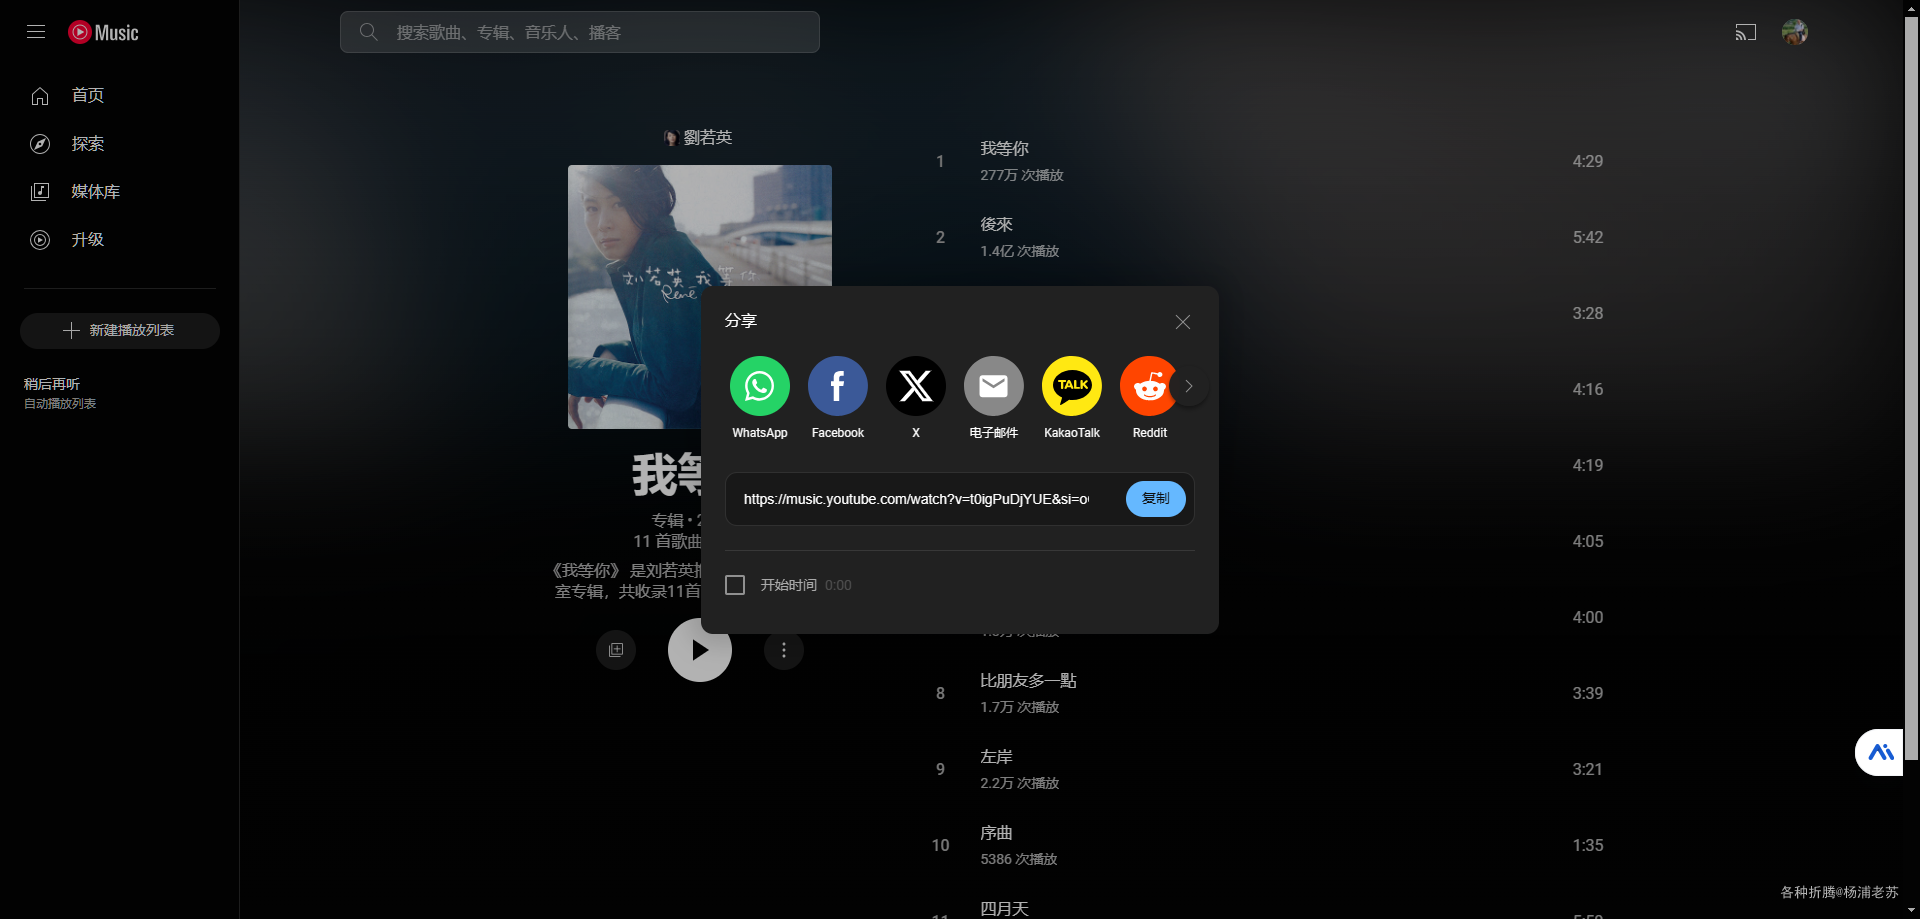 Music
搜索歌曲、专辑、音乐人、播客
首页
探索
媒体库
升级
新建播放列表
稍后再听
自动播放列表
劉若英
刘若英 我等你
René
我等
专辑 • 2
11 首歌曲
《我等你》 是刘若英
室专辑，共收录11首
1
我等你
277万 次播放
4:29
2
後來
1.4亿 次播放
5:42
3:28
4:16
4:19
4:05
4:00
8
比朋友多一點
1.7万 次播放
3:39
9
左岸
2.2万 次播放
3:21
10
序曲
5386 次播放
1:35
四月天
分享
WhatsApp
Facebook
X
电子邮件
TALK
KakaoTalk
Reddit
https://music.youtube.com/watch?v=t0igPuDjYUE&si=o
复制
开始时间 0:00
各种折腾@杨浦老苏